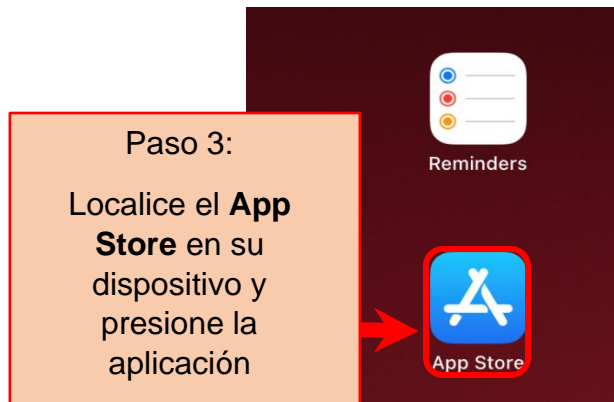 Reminders
Paso 3:
Localice el App
Store en su
dispositivo y
presione la
aplicación
App Store